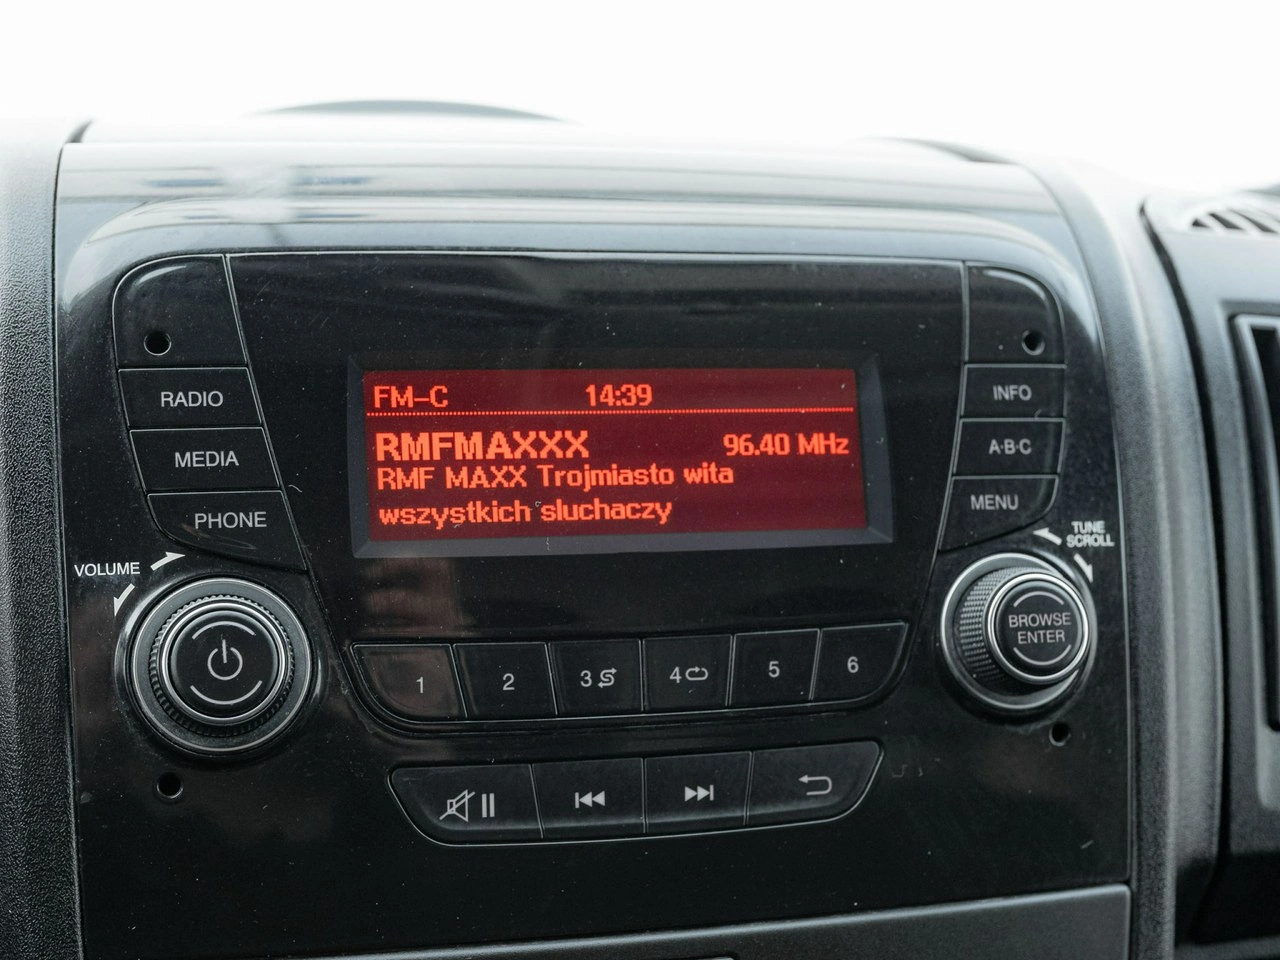 FM-C 14:39
RMFMAXXX 96.40 MHz
RMF MAXX Trojmiasto wita
wszystkich sluchaczy
RADIO
MEDIA
PHONE
VOLUME
INFO
A·B·C
MENU
TUNE
SCROLL
BROWSE
ENTER
1 2 3 4 5 6